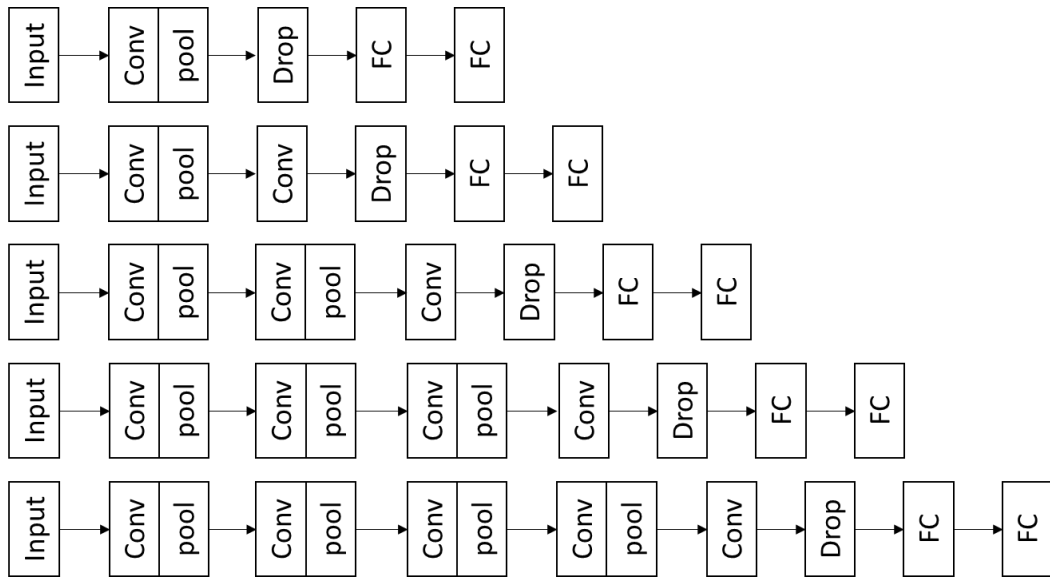 Input Conv pool Drop FC FC
Input Conv pool Conv Drop FC FC
Input Conv pool Conv pool Conv Drop FC FC
Input Conv pool Conv pool Conv pool Conv Drop FC FC
Input Conv pool Conv pool Conv pool Conv pool Conv Drop FC FC